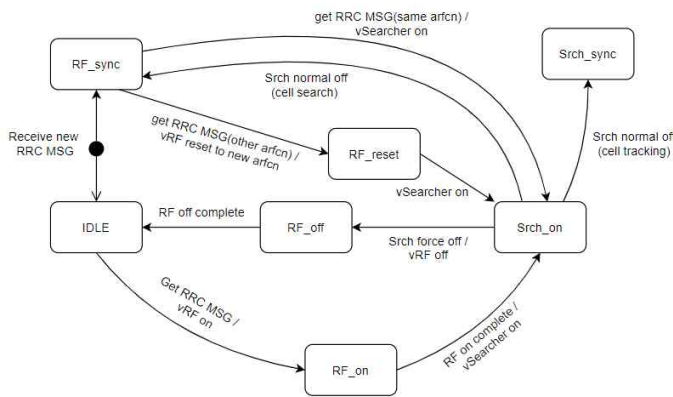 get RRC MSG(same arfcn) /
vSearcher on
RF_sync
Srch_sync
Srch normal off
(cell search)
get RRC MSG(other arfcn) /
vRF reset to new arfcn
Receive new
RRC MSG
RF_reset
Srch normal off
(cell tracking)
vSearcher on
RF off complete
IDLE
RF_off
Srch_on
Srch force off /
vRF off
Get RRC MSG /
vRF on
RF on complete /
vSearcher on
RF_on